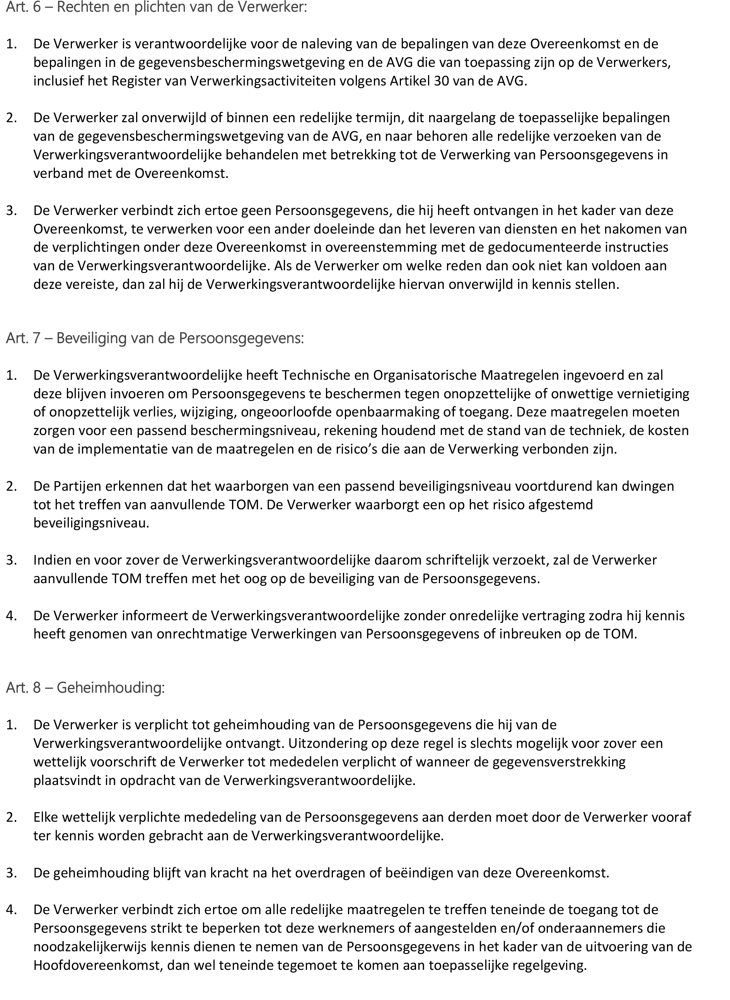 Art. 6 – Rechten en plichten van de Verwerker:
1. De Verwerker is verantwoordelijke voor de naleving van de bepalingen van deze Overeenkomst en de
bepalingen in de gegevensbeschermingswetgeving en de AVG die van toepassing zijn op de Verwerkers,
inclusief het Register van Verwerkingsactiviteiten volgens Artikel 30 van de AVG.
2. De Verwerker zal onverwijld of binnen een redelijke termijn, dit naargelang de toepasselijke bepalingen
van de gegevensbeschermingswetgeving van de AVG, en naar behoren alle redelijke verzoeken van de
Verwerkingsverantwoordelijke behandelen met betrekking tot de Verwerking van Persoonsgegevens in
verband met de Overeenkomst.
3. De Verwerker verbindt zich ertoe geen Persoonsgegevens, die hij heeft ontvangen in het kader van deze
Overeenkomst, te verwerken voor een ander doeleinde dan het leveren van diensten en het nakomen van
de verplichtingen onder deze Overeenkomst in overeenstemming met de gedocumenteerde instructies
van de Verwerkingsverantwoordelijke. Als de Verwerker om welke reden dan ook niet kan voldoen aan
deze vereiste, dan zal hij de Verwerkingsverantwoordelijke hiervan onverwijld in kennis stellen.
Art. 7 – Beveiliging van de Persoonsgegevens:
1. De Verwerkingsverantwoordelijke heeft Technische en Organisatorische Maatregelen ingevoerd en zal
deze blijven invoeren om Persoonsgegevens te beschermen tegen onopzettelijke of onwettige vernietiging
of onopzettelijk verlies, wijziging, ongeoorloofde openbaarmaking of toegang. Deze maatregelen moeten
zorgen voor een passend beschermingsniveau, rekening houdend met de stand van de techniek, de kosten
van de implementatie van de maatregelen en de risico’s die aan de Verwerking verbonden zijn.
2. De Partijen erkennen dat het waarborgen van een passend beveiligingsniveau voortdurend kan dwingen
tot het treffen van aanvullende TOM. De Verwerker waarborgt een op het risico afgestemd
beveiligingsniveau.
3. Indien en voor zover de Verwerkingsverantwoordelijke daarom schriftelijk verzoekt, zal de Verwerker
aanvullende TOM treffen met het oog op de beveiliging van de Persoonsgegevens.
4. De Verwerker informeert de Verwerkingsverantwoordelijke zonder onredelijke vertraging zodra hij kennis
heeft genomen van onrechtmatige Verwerkingen van Persoonsgegevens of inbreuken op de TOM.
Art. 8 – Geheimhouding:
1. De Verwerker is verplicht tot geheimhouding van de Persoonsgegevens die hij van de
Verwerkingsverantwoordelijke ontvangt. Uitzondering op deze regel is slechts mogelijk voor zover een
wettelijk voorschrift de Verwerker tot mededelen verplicht of wanneer de gegevensverstrekking
plaatsvindt in opdracht van de Verwerkingsverantwoordelijke.
2. Elke wettelijk verplichte mededeling van de Persoonsgegevens aan derden moet door de Verwerker vooraf
ter kennis worden gebracht aan de Verwerkingsverantwoordelijke.
3. De geheimhouding blijft van kracht na het overdragen of beëindigen van deze Overeenkomst.
4. De Verwerker verbindt zich ertoe om alle redelijke maatregelen te treffen teneinde de toegang tot de
Persoonsgegevens strikt te beperken tot deze werknemers of aangestelden en/of onderaannemers die
noodzakelijkerwijs kennis dienen te nemen van de Persoonsgegevens in het kader van de uitvoering van de
Hoofdovereenkomst, dan wel teneinde tegemoet te komen aan toepasselijke regelgeving.